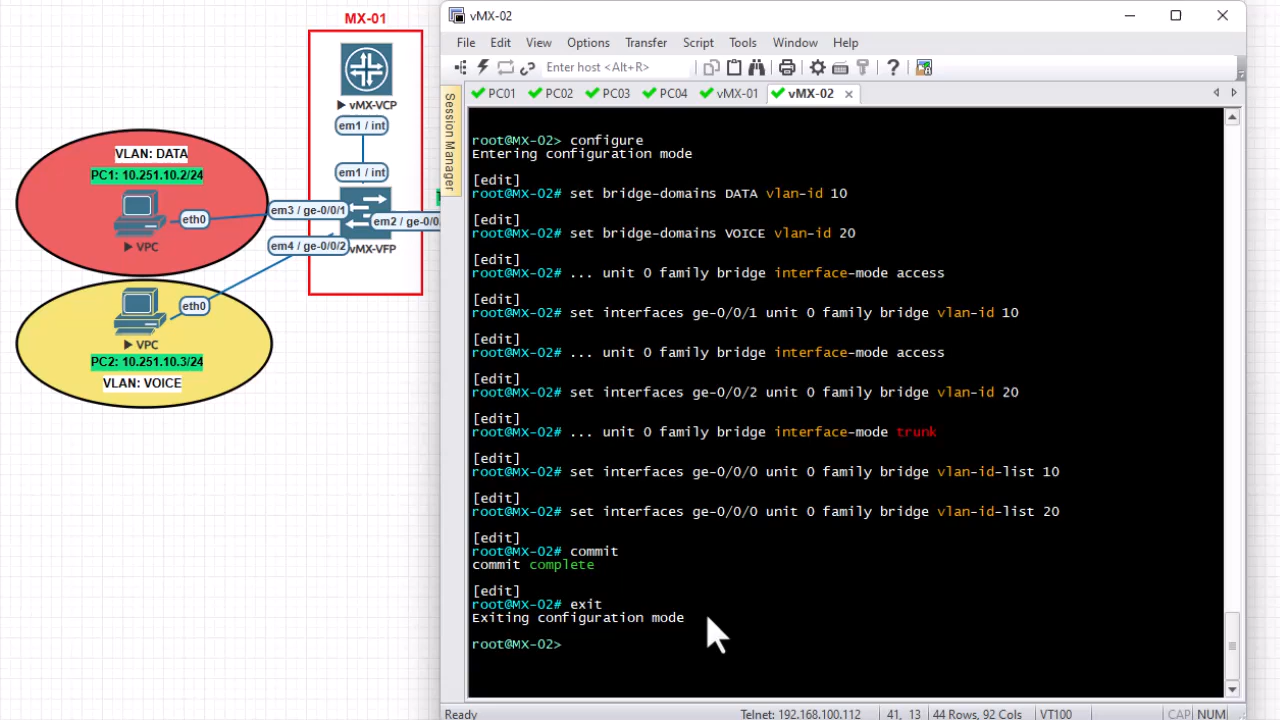 MX-01
vMX-VCP
em1 / int
em1 / int
VLAN: DATA
PC1: 10.251.10.2/24
eth0
VPC
em3 / ge-0/0/1
em2 / ge-0/0
em4 / ge-0/0/2
vMX-VFP
eth0
VPC
PC2: 10.251.10.3/24
VLAN: VOICE
vMX-02
File Edit View Options Transfer Script Tools Window Help
Enter host <Alt+R>
Session Manager
PC01 PC02 PC03 PC04 vMX-01 vMX-02
root@MX-02> configure
Entering configuration mode
[edit]
root@MX-02# set bridge-domains DATA vlan-id 10
[edit]
root@MX-02# set bridge-domains VOICE vlan-id 20
[edit]
root@MX-02# ... unit 0 family bridge interface-mode access
[edit]
root@MX-02# set interfaces ge-0/0/1 unit 0 family bridge vlan-id 10
[edit]
root@MX-02# ... unit 0 family bridge interface-mode access
[edit]
root@MX-02# set interfaces ge-0/0/2 unit 0 family bridge vlan-id 20
[edit]
root@MX-02# ... unit 0 family bridge interface-mode trunk
[edit]
root@MX-02# set interfaces ge-0/0/0 unit 0 family bridge vlan-id-list 10
[edit]
root@MX-02# set interfaces ge-0/0/0 unit 0 family bridge vlan-id-list 20
[edit]
root@MX-02# commit
commit complete
[edit]
root@MX-02# exit
Exiting configuration mode
root@MX-02>
Ready Telnet: 192.168.100.112 41, 13 44 Rows, 92 Cols VT100 CAP NUM